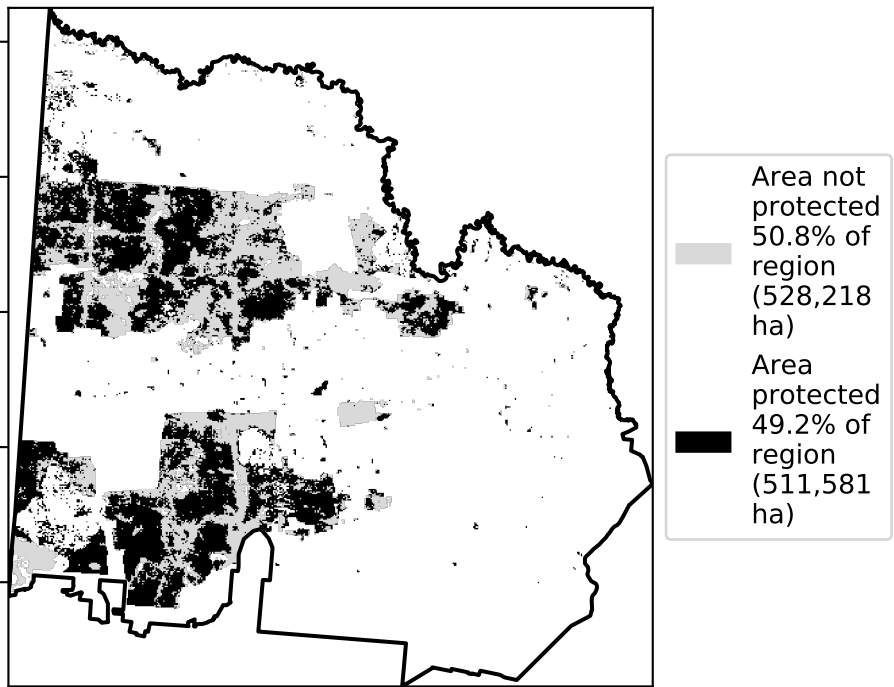 Area not
protected
50.8% of
region
(528,218
ha)
Area
protected
49.2% of
region
(511,581
ha)